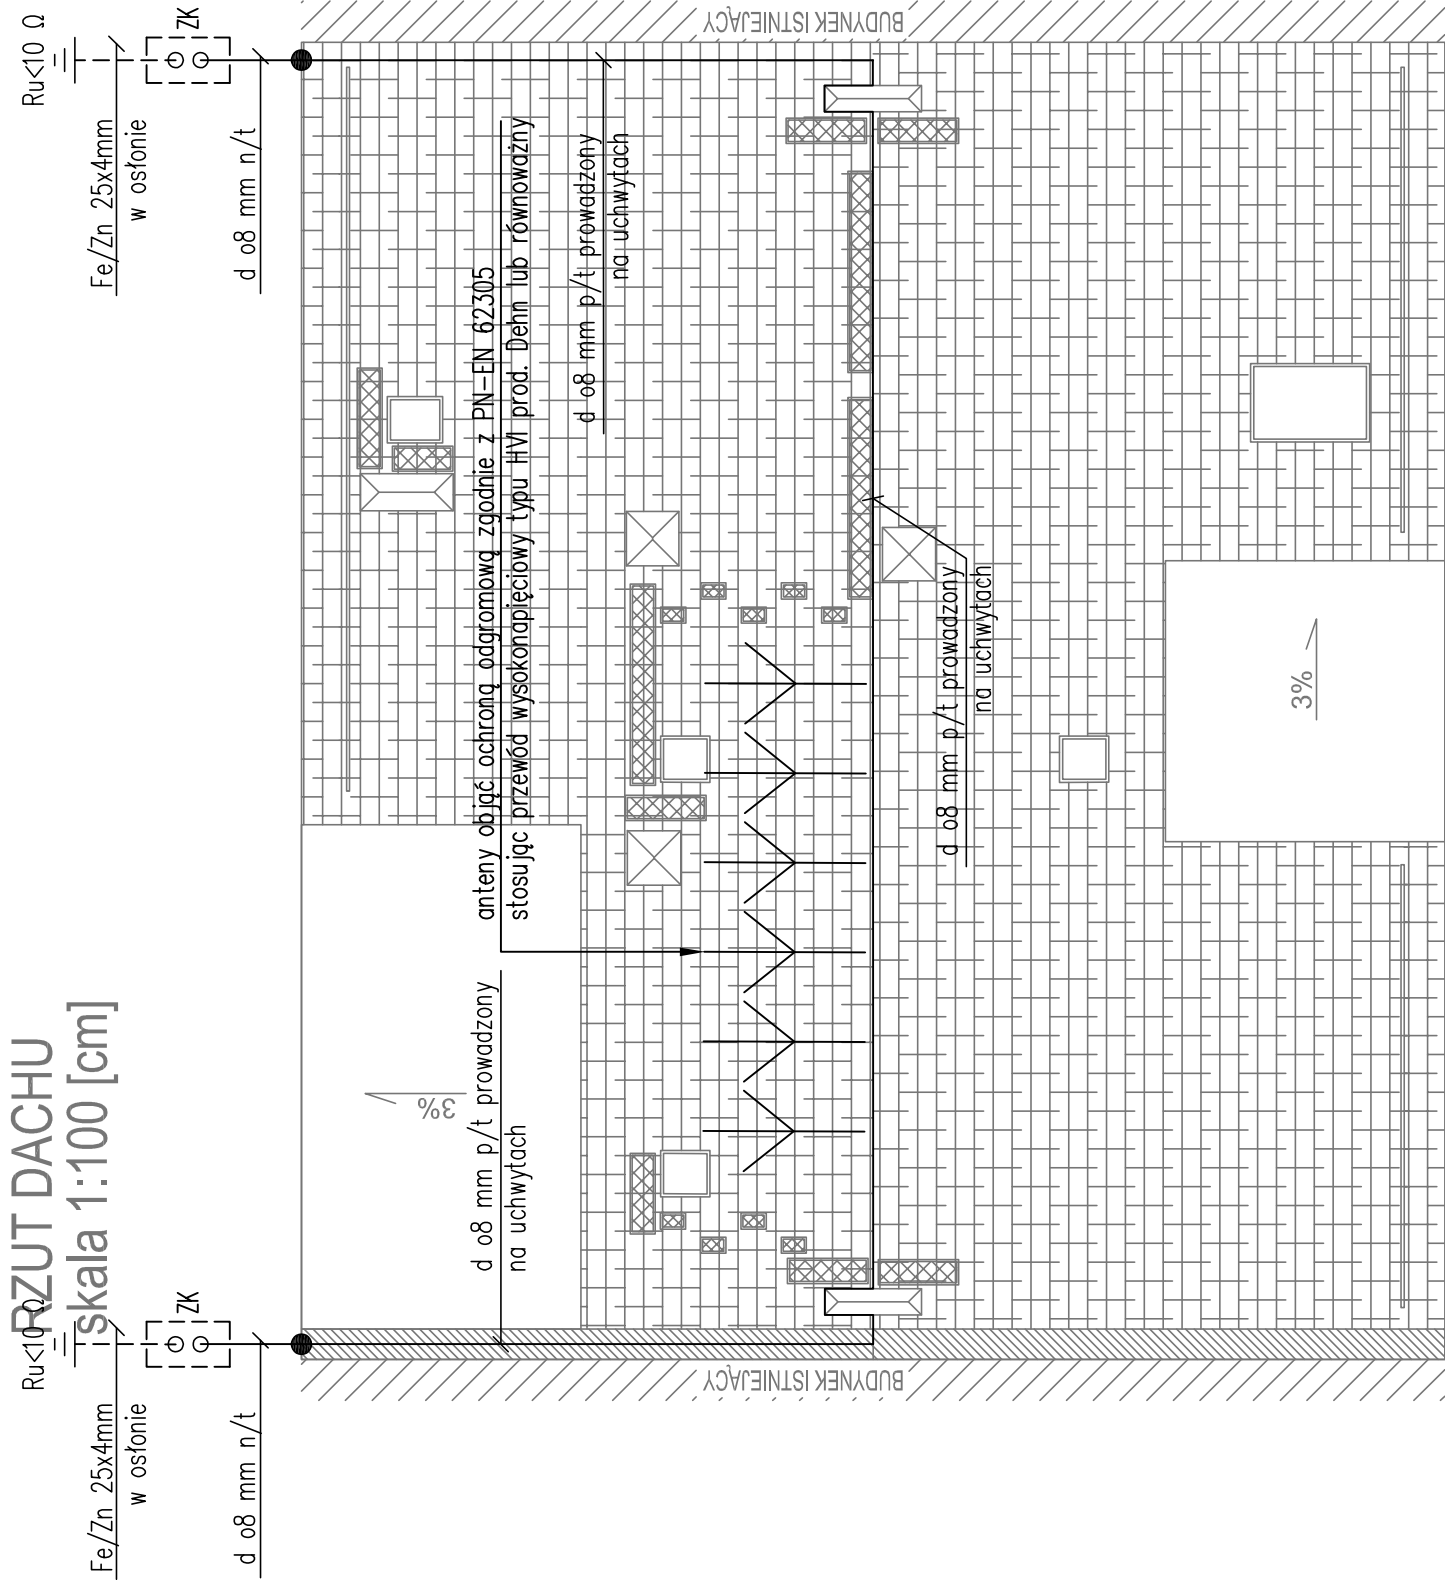 RZUT DACHU
skala 1:100 [cm]
Ru<10 Ω
Fe/Zn 25x4mm
w osłonie
ZK
d o8 mm n/t
Ru<10 Ω
Fe/Zn 25x4mm
w osłonie
ZK
d o8 mm n/t
BUDYNEK ISTNIEJĄCY
BUDYNEK ISTNIEJĄCY
3%
d o8 mm p/t prowadzony
na uchwytach
anteny objąć ochroną odgromową zgodnie z PN-EN 62305
stosując przewód wysokonapięciowy typu HVI prod. Dehn lub równoważny
d o8 mm p/t prowadzony
na uchwytach
d o8 mm p/t prowadzony
na uchwytach
3%